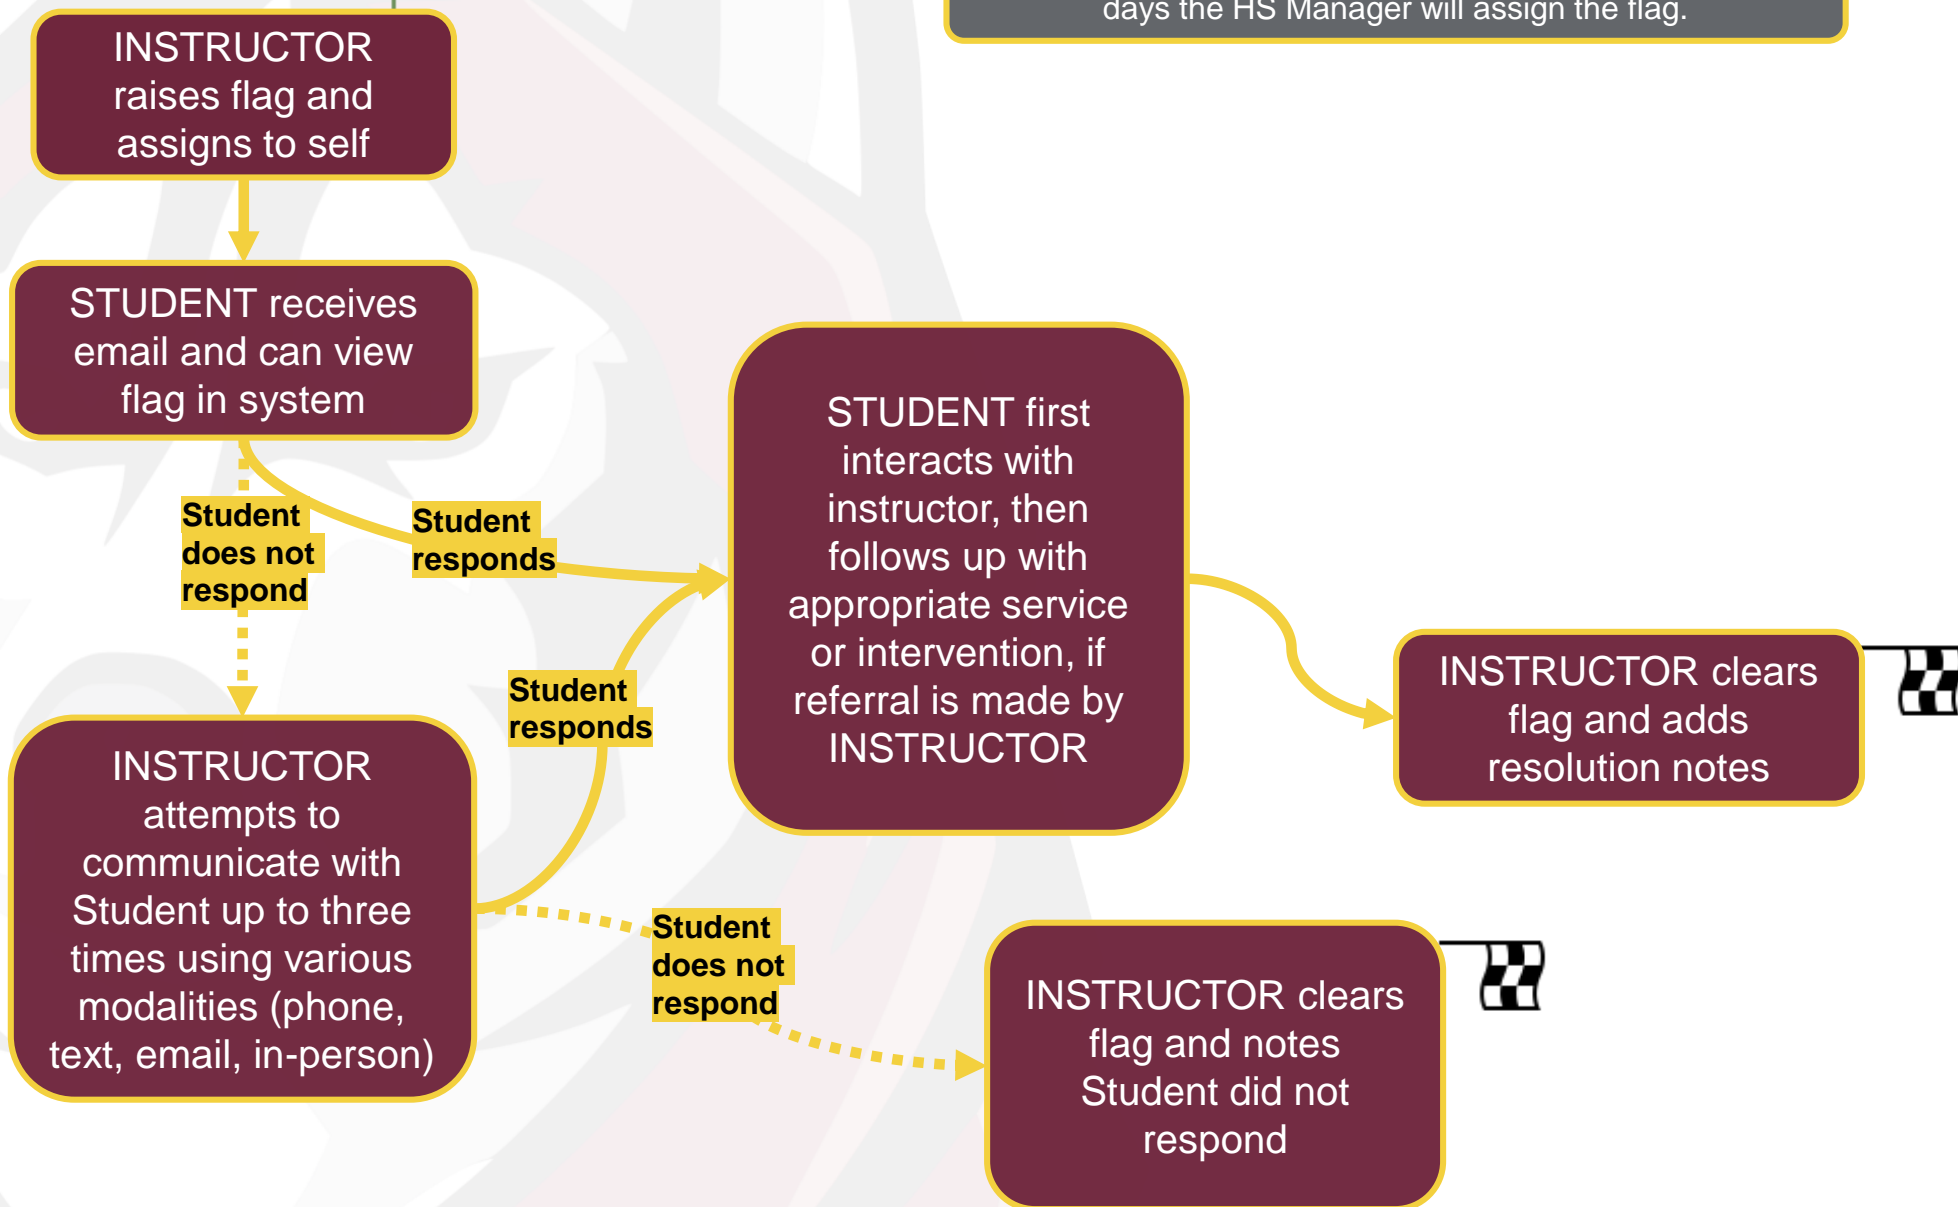 days the HS Manager will assign the flag.
INSTRUCTOR
raises flag and
assigns to self
STUDENT receives
email and can view
flag in system
Student
does not
respond
Student
responds
STUDENT first
interacts with
instructor, then
follows up with
appropriate service
or intervention, if
referral is made by
INSTRUCTOR
Student
responds
INSTRUCTOR clears
flag and adds
resolution notes
INSTRUCTOR
attempts to
communicate with
Student up to three
times using various
modalities (phone,
text, email, in-person)
Student
does not
respond
INSTRUCTOR clears
flag and notes
Student did not
respond